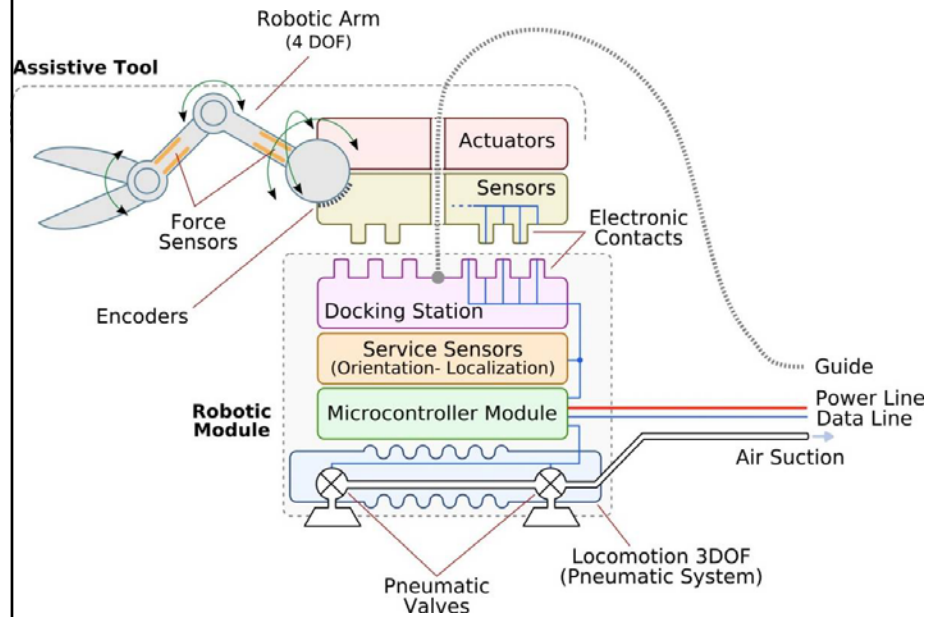 Robotic Arm
(4 DOF)
Assistive Tool
Actuators
Sensors
Electronic
Contacts
Force
Sensors
Encoders
Docking Station
Service Sensors
(Orientation- Localization)
Guide
Power Line
Microcontroller Module
Data Line
Robotic
Module
Air Suction
Locomotion 3DOF
(Pneumatic System)
Pneumatic
Valves